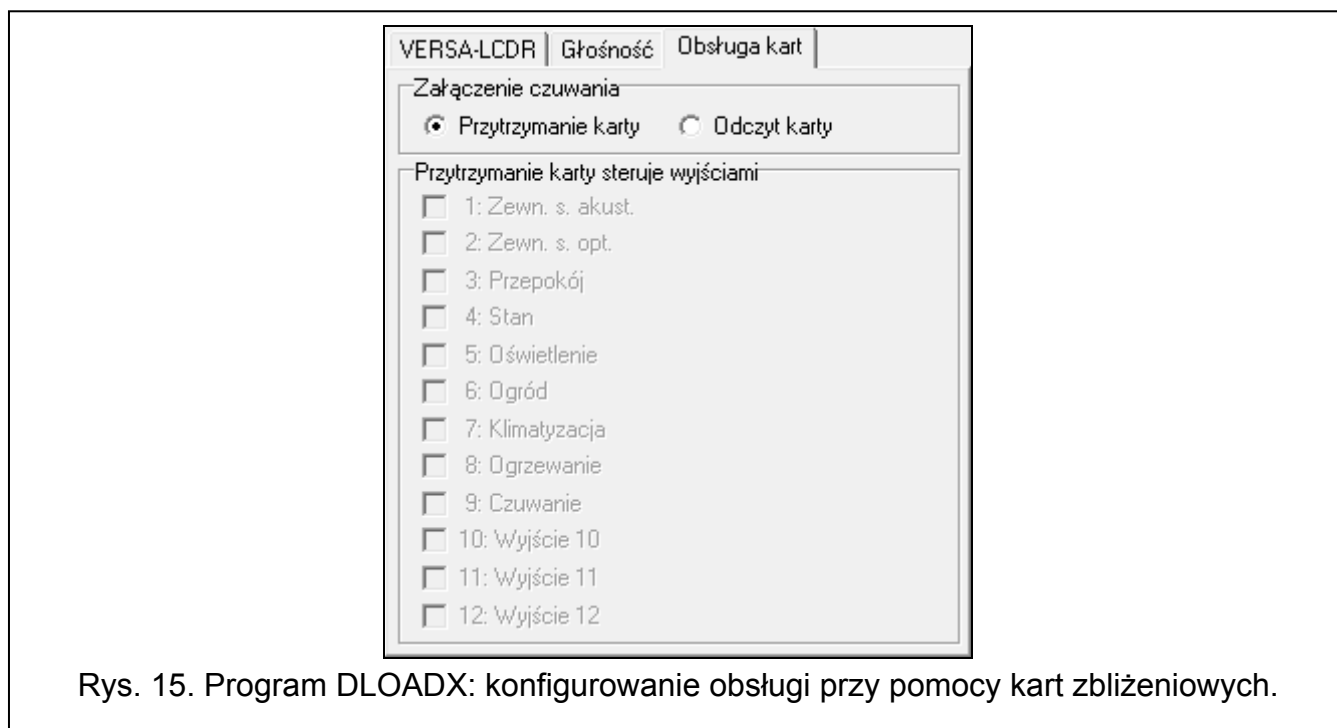 VERSA-LCDR Głośność Obsługa kart
Załączenie czuwania
Przytrzymanie karty Odczyt karty
Przytrzymanie karty steruje wyjściami
1: Zewn. s. akust.
2: Zewn. s. opt.
3: Przepokój
4: Stan
5: Oświetlenie
6: Ogród
7: Klimatyzacja
8: Ogrzewanie
9: Czuwanie
10: Wyjście 10
11: Wyjście 11
12: Wyjście 12
Rys. 15. Program DLOADX: konfigurowanie obsługi przy pomocy kart zbliżeniowych.